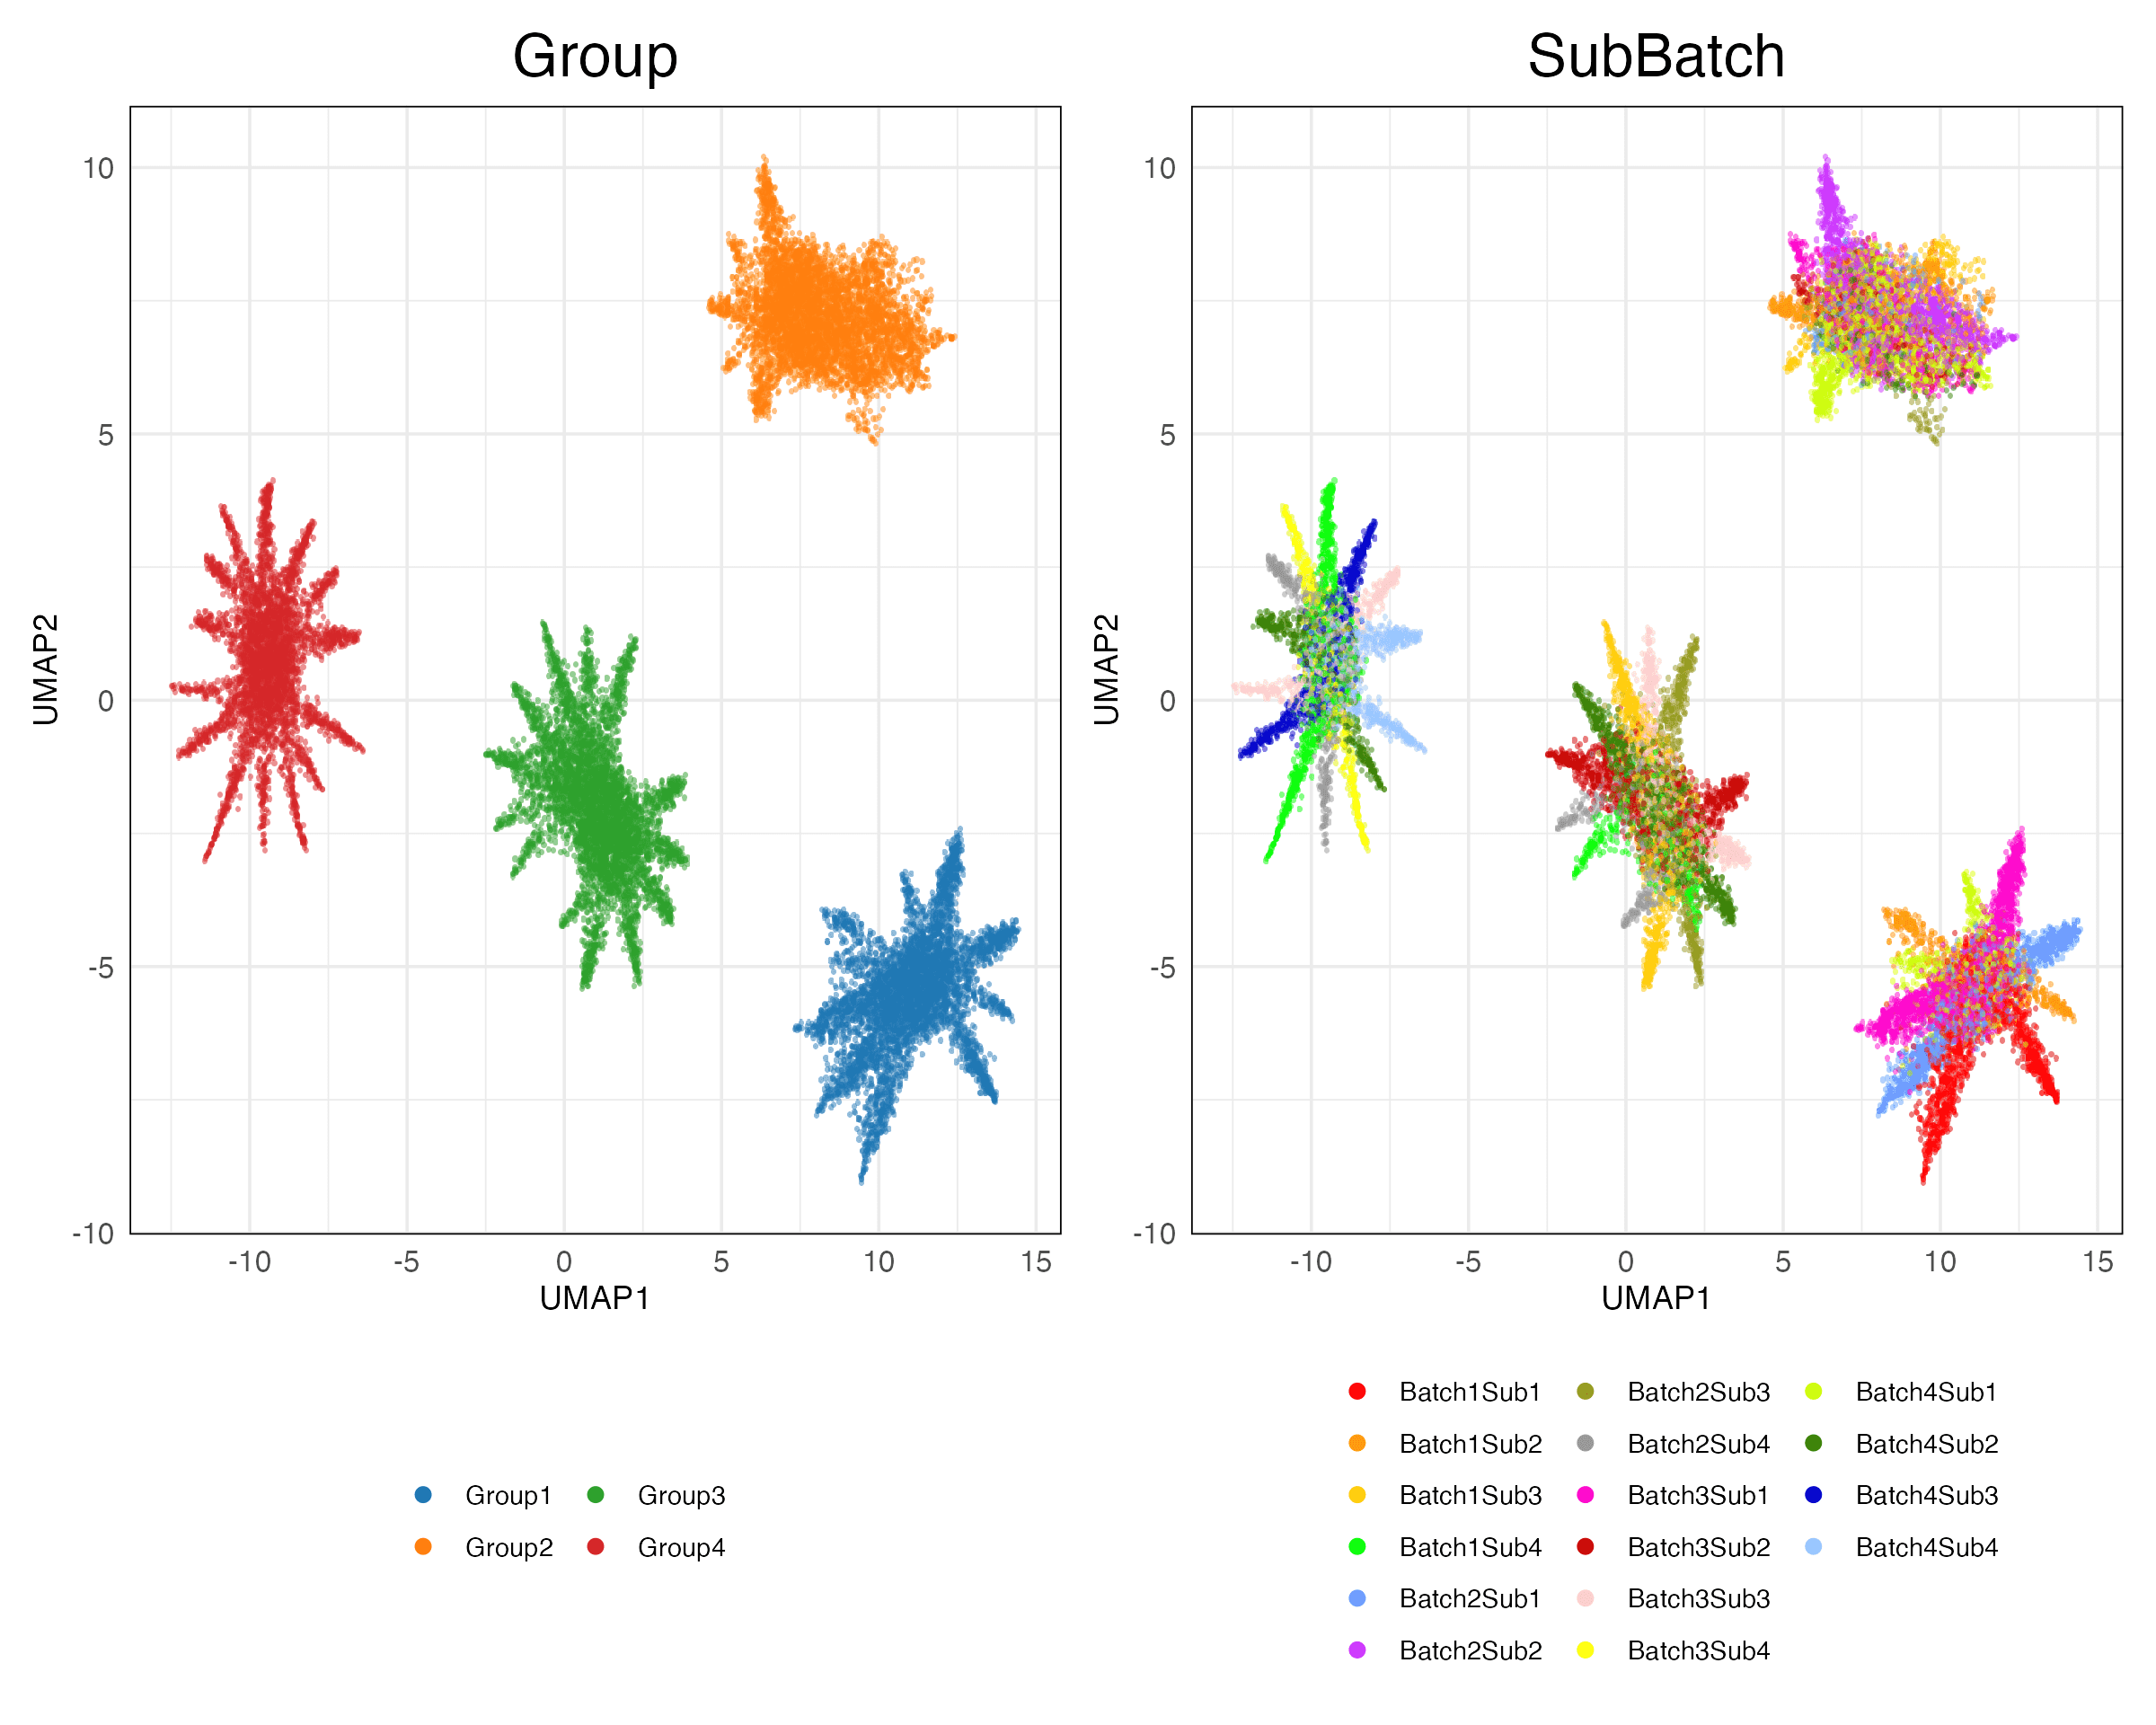 Group
SubBatch
10
5
0
-5
-10
UMAP2
-10
-5
0
5
10
15
UMAP1
10
5
0
-5
-10
UMAP2
-10
-5
0
5
10
15
UMAP1
Group1
Group3
Group2
Group4
Batch1Sub1
Batch2Sub3
Batch4Sub1
Batch1Sub2
Batch2Sub4
Batch4Sub2
Batch1Sub3
Batch3Sub1
Batch4Sub3
Batch1Sub4
Batch3Sub2
Batch4Sub4
Batch2Sub1
Batch3Sub3
Batch2Sub2
Batch3Sub4